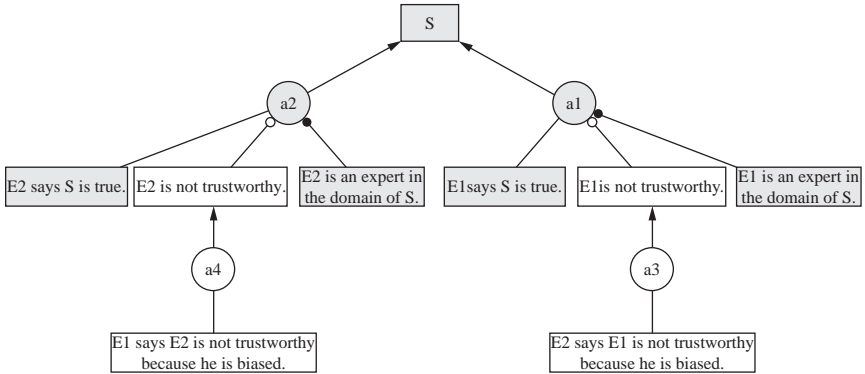 S
a2
a1
E2 says S is true.
E2 is not trustworthy.
E2 is an expert in
the domain of S.
E1says S is true.
E1is not trustworthy.
E1 is an expert in
the domain of S.
a4
a3
E1 says E2 is not trustworthy
because he is biased.
E2 says E1 is not trustworthy
because he is biased.